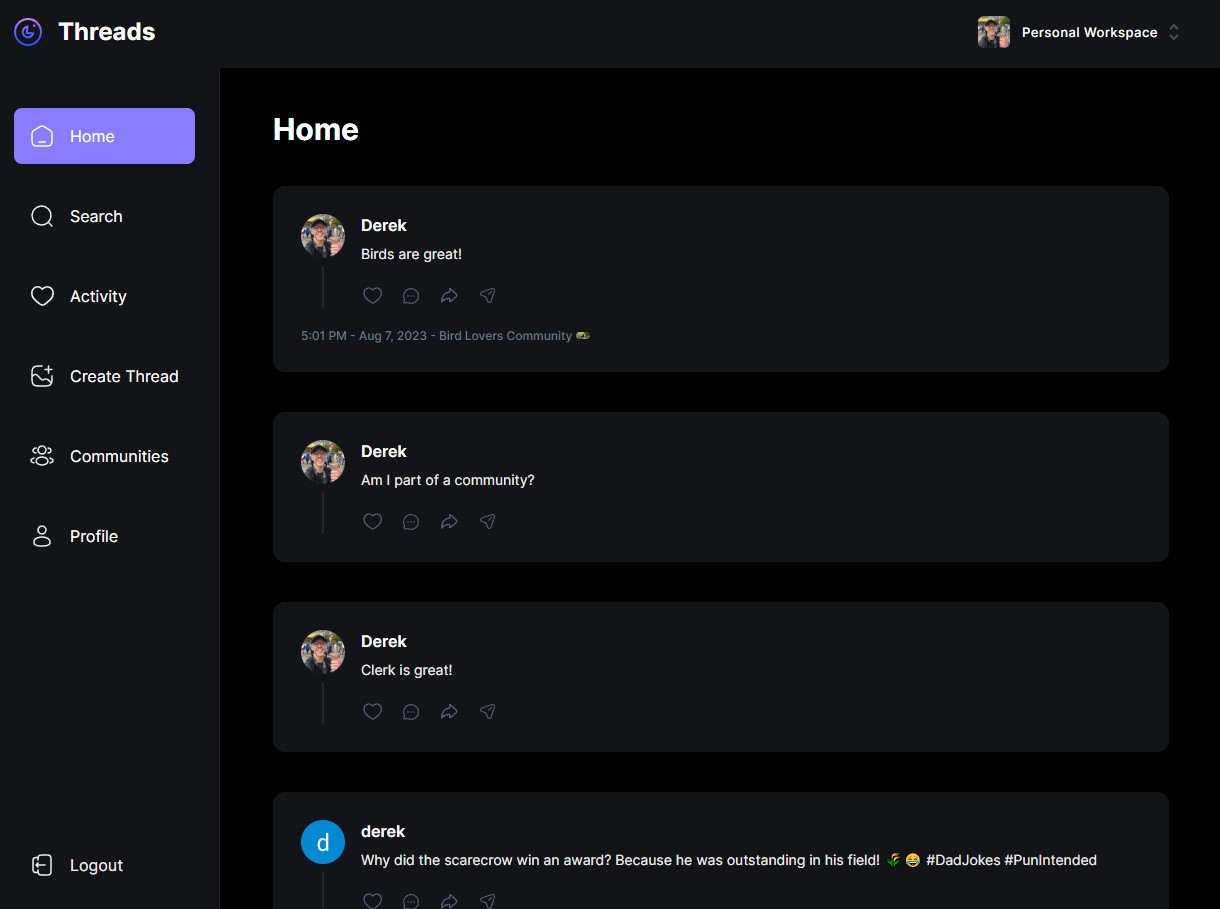 Threads
Personal Workspace
Home
Search
Activity
Create Thread
Communities
Profile
Logout
Home
Derek
Birds are great!
5:01 PM - Aug 7, 2023 - Bird Lovers Community
Derek
Am I part of a community?
Derek
Clerk is great!
d
derek
Why did the scarecrow win an award? Because he was outstanding in his field! 🌾😂 #DadJokes #PunIntended